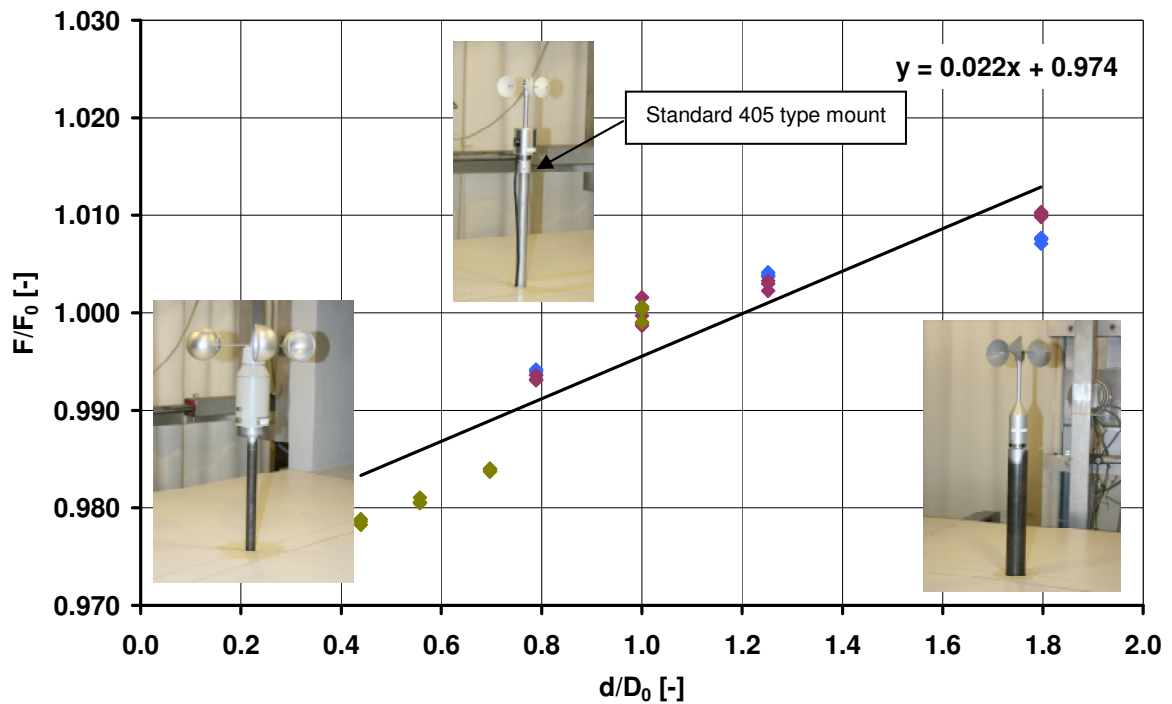 1.030
y = 0.022x + 0.974
1.020
Standard 405 type mount
1.010
F/F₀ [-]
1.000
0.990
0.980
0.970
0.0 0.2 0.4 0.6 0.8 1.0 1.2 1.4 1.6 1.8 2.0
d/D₀ [-]